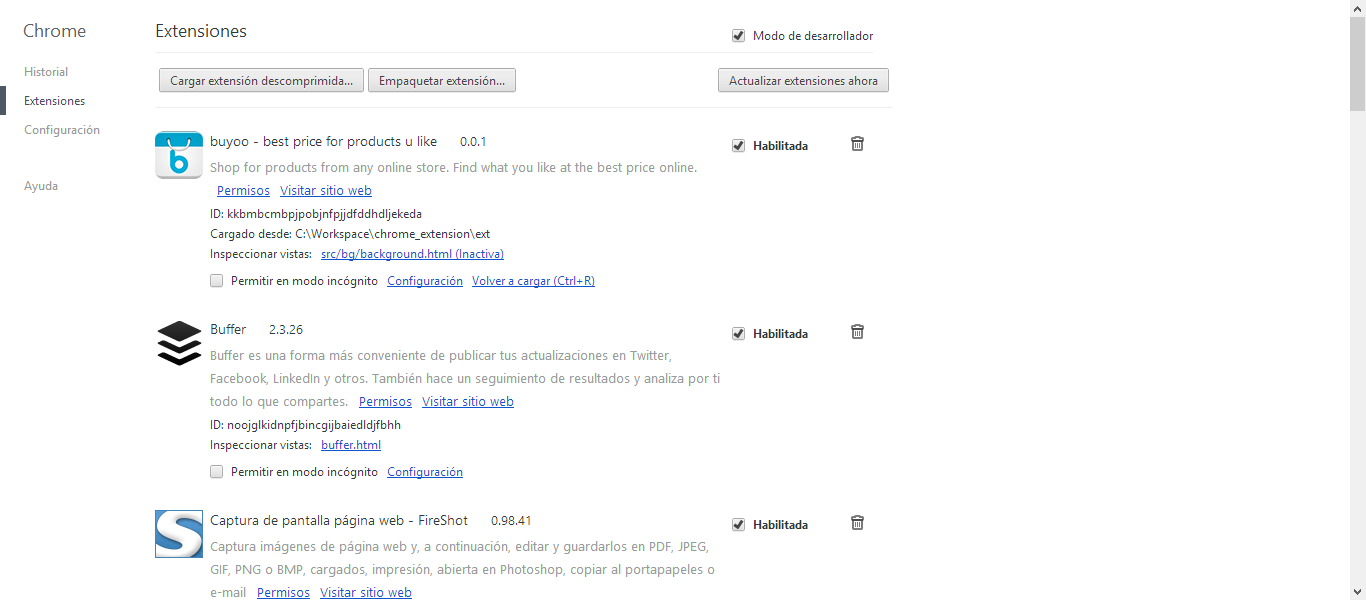 Chrome
Historial
Extensiones
Configuración
Ayuda
Extensiones
Modo de desarrollador
Cargar extensión descomprimida...
Empaquetar extensión...
Actualizar extensiones ahora
buyoo - best price for products u like 0.0.1
Habilitada
Shop for products from any online store. Find what you like at the best price online.
Permisos Visitar sitio web
ID: kkbmbcmbpjpobjnfpjjdfddhdljekeda
Cargado desde: C:\Workspace\chrome_extension\ext
Inspeccionar vistas: src/bg/background.html (Inactiva)
Permitir en modo incógnito Configuración Volver a cargar (Ctrl+R)
Buffer 2.3.26
Habilitada
Buffer es una forma más conveniente de publicar tus actualizaciones en Twitter,
Facebook, LinkedIn y otros. También hace un seguimiento de resultados y analiza por ti
todo lo que compartes. Permisos Visitar sitio web
ID: noojglkidnpfjbincgijbaiedldjfbhh
Inspeccionar vistas: buffer.html
Permitir en modo incógnito Configuración
Captura de pantalla página web - FireShot 0.98.41
Habilitada
Captura imágenes de página web y, a continuación, editar y guardarlos en PDF, JPEG,
GIF, PNG o BMP, cargados, impresión, abierta en Photoshop, copiar al portapapeles o
e-mail Permisos Visitar sitio web